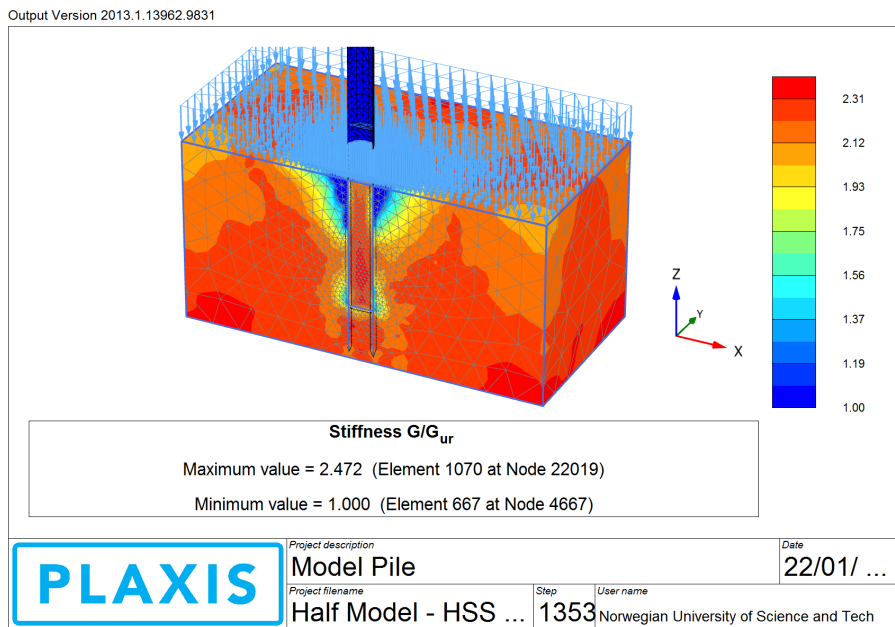 Output Version 2013.1.13962.9831
2.31
2.12
1.93
1.75
1.56
1.37
1.19
1.00
Z
Y
X
Stiffness G/Gur
Maximum value = 2.472 (Element 1070 at Node 22019)
Minimum value = 1.000 (Element 667 at Node 4667)
PLAXIS
Project description
Model Pile
Date
22/01/ ...
Project filename
Half Model - HSS ...
Step
1353
User name
Norwegian University of Science and Tech